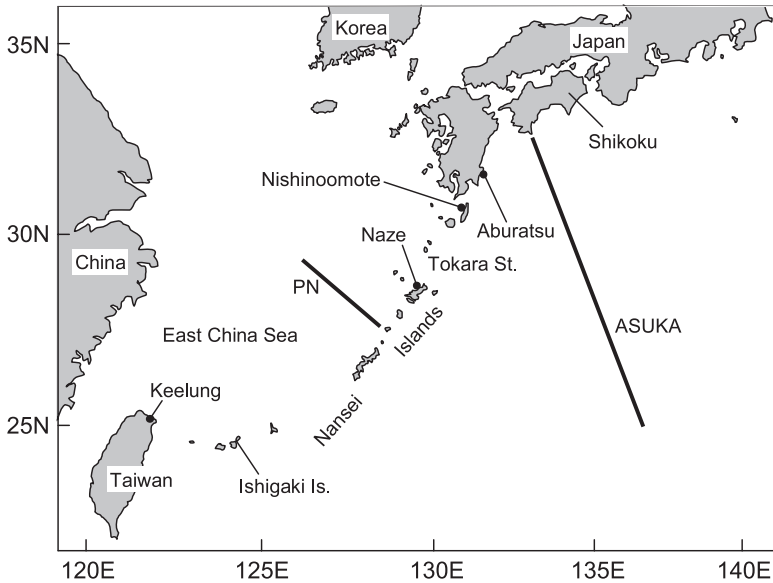 35N
Korea
Japan
Shikoku
Nishinoomote
Aburatsu
30N
Naze
China
Tokara St.
PN
Islands
ASUKA
East China Sea
Keelung
Nansei
25N
Taiwan
Ishigaki Is.
120E
125E
130E
135E
140E